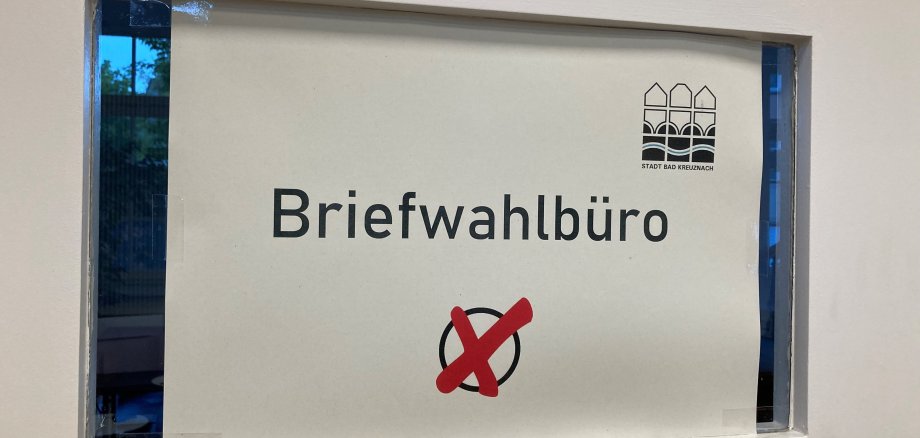 STADT BAD KREUZNACH
Briefwahlbüro